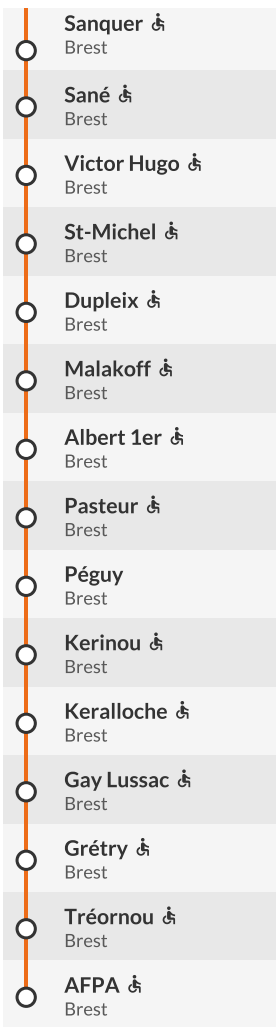 Sanquer
Brest
Sané
Brest
Victor Hugo
Brest
St-Michel
Brest
Dupleix
Brest
Malakoff
Brest
Albert 1er
Brest
Pasteur
Brest
Péguy
Brest
Kerinou
Brest
Keralloche
Brest
Gay Lussac
Brest
Grétry
Brest
Tréornou
Brest
AFPA
Brest